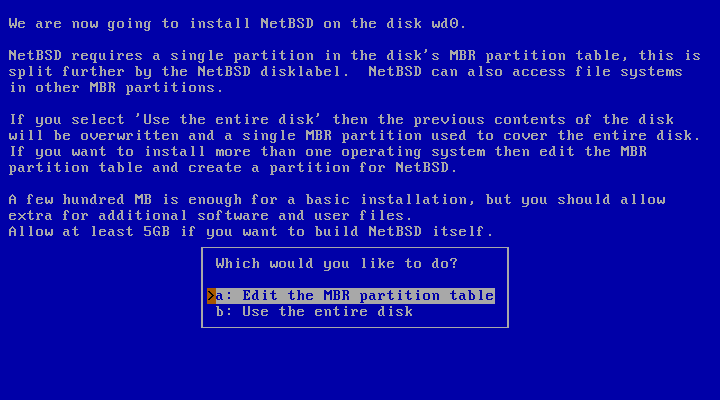 We are now going to install NetBSD on the disk wd0.
NetBSD requires a single partition in the disk's MBR partition table, this is
split further by the NetBSD disklabel.  NetBSD can also access file systems
in other MBR partitions.
If you select 'Use the entire disk' then the previous contents of the disk
will be overwritten and a single MBR partition used to cover the entire disk.
If you want to install more than one operating system then edit the MBR
partition table and create a partition for NetBSD.
A few hundred MB is enough for a basic installation, but you should allow
extra for additional software and user files.
Allow at least 5GB if you want to build NetBSD itself.
Which would you like to do?
>a: Edit the MBR partition table
b: Use the entire disk